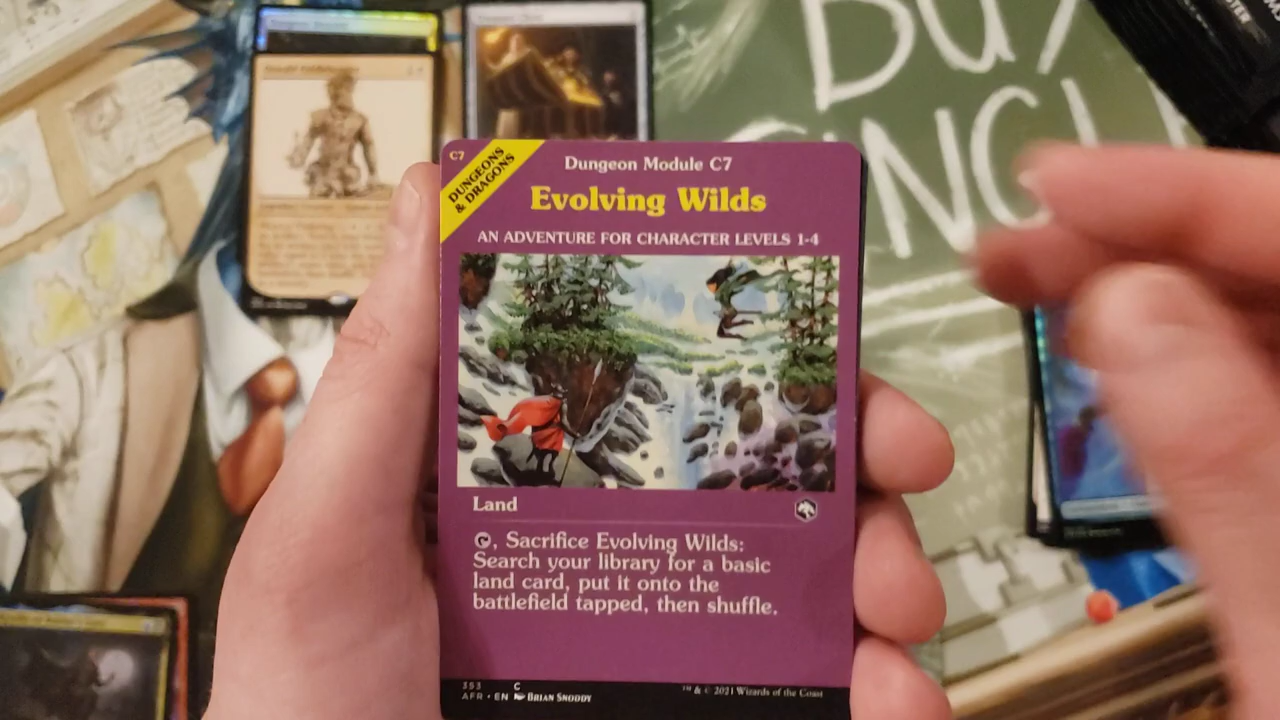 BUY
C7
DUNGEONS
& DRAGONS
Dungeon Module C7
Evolving Wilds
AN ADVENTURE FOR CHARACTER LEVELS 1-4
Land
, Sacrifice Evolving Wilds:
Search your library for a basic
land card, put it onto the
battlefield tapped, then shuffle.
353 C
AFR • EN BRIAN SNODDY
™ & © 2021 Wizards of the Coast